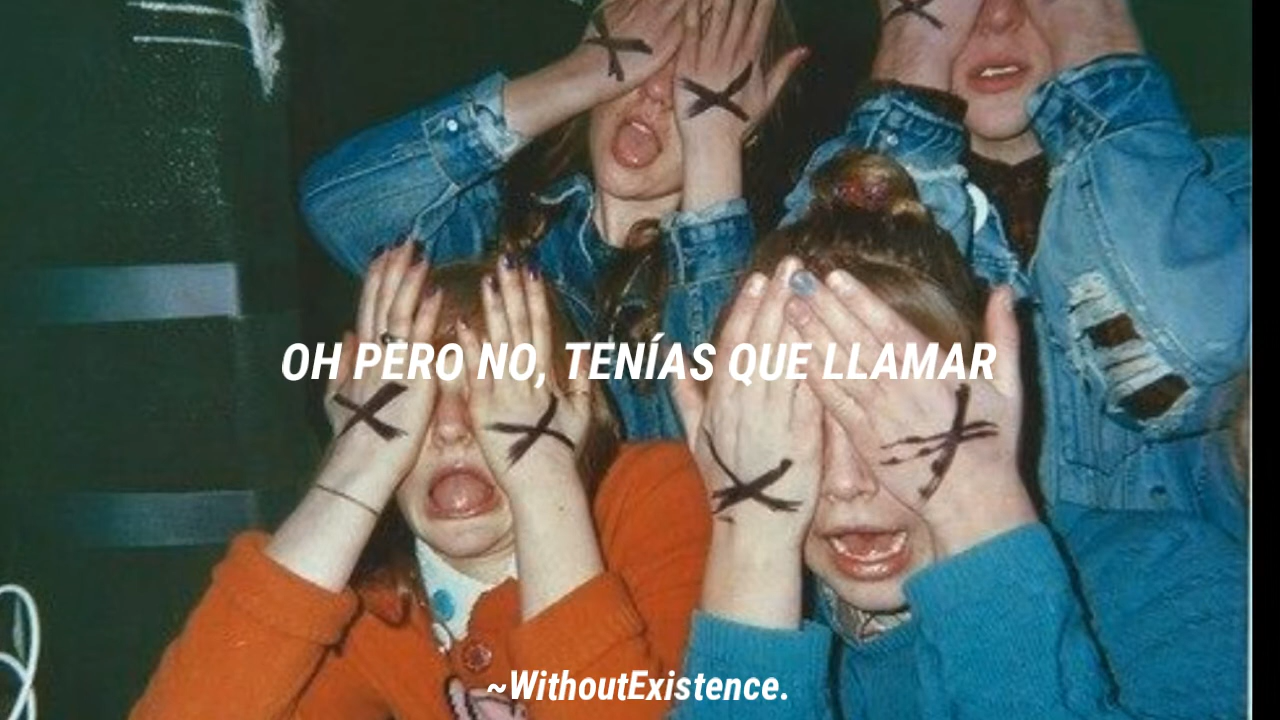 OH PERO NO, TENÍAS QUE LLAMAR
~WithoutExistence.